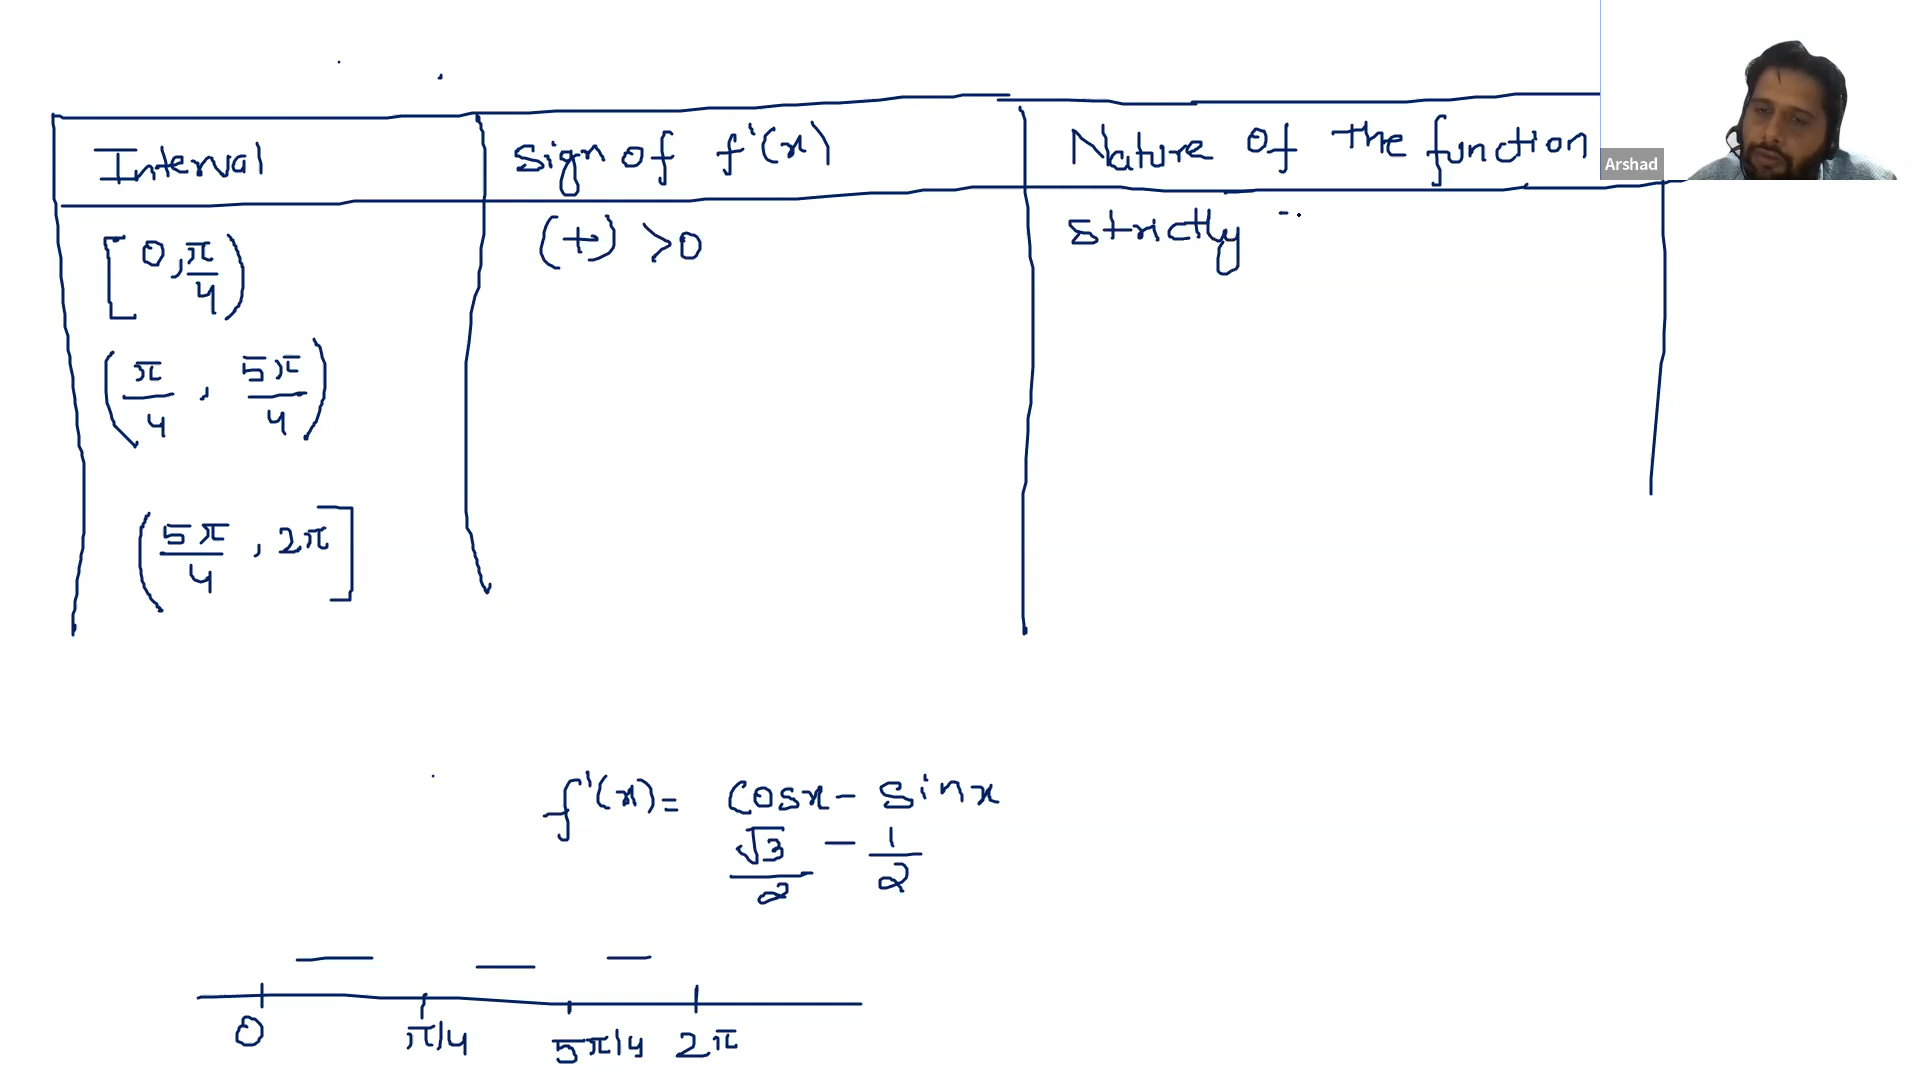 Interval Sign of f'(x) Nature of the function
Arshad
[0, π/4) (+) >0 strictly
(π/4, 5π/4)
(5π/4, 2π]
f'(x) = cosx - sinx
√3/2 - 1/2
0 π/4 5π/4 2π